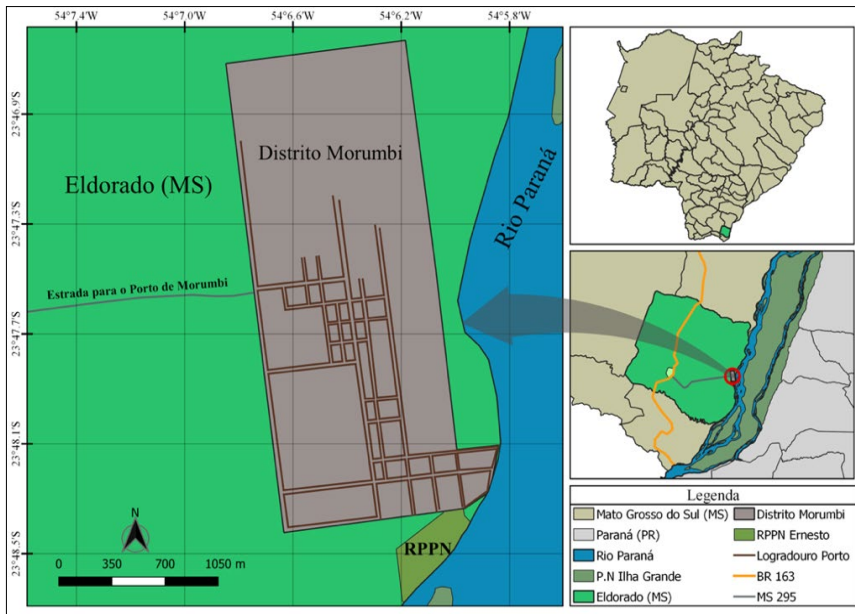 54°7.4'W 54°7.0'W 54°6.6'W 54°6.2'W 54°5.8'W
23°46.9'S
23°47.3'S
23°47.7'S
23°48.1'S
23°48.5'S
Distrito Morumbi
Eldorado (MS)
Rio Paraná
Estrada para o Porto de Morumbi
RPPN
N
0 350 700 1050 m
Legenda
Mato Grosso do Sul (MS)
Paraná (PR)
Rio Paraná
P.N Ilha Grande
Eldorado (MS)
Distrito Morumbi
RPPN Ernesto
Logradouro Porto
BR 163
MS 295